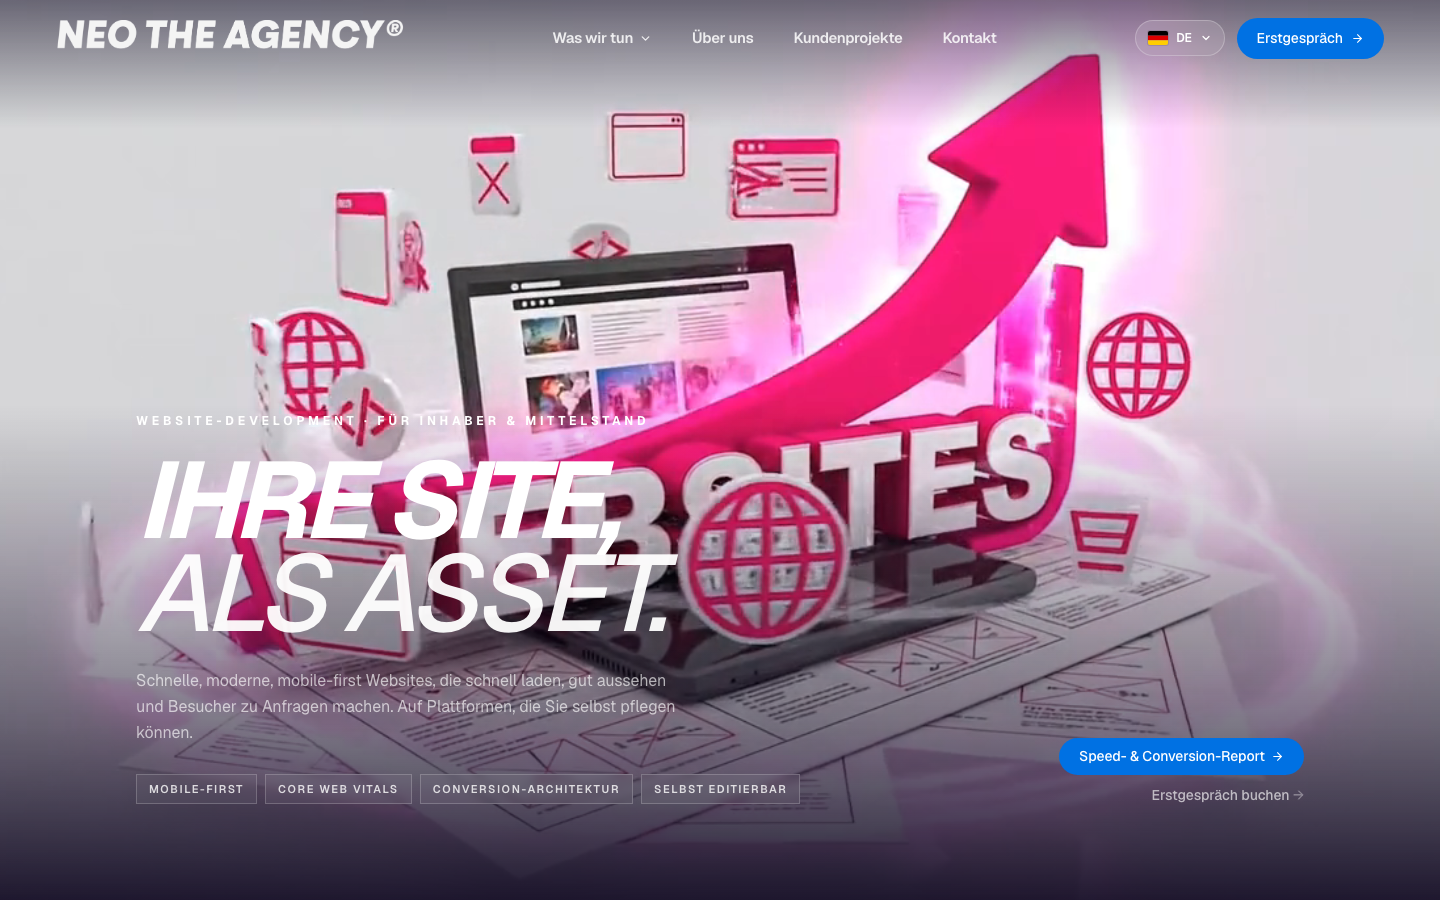 NEO THE AGENCY®
Was wir tun
Über uns
Kundenprojekte
Kontakt
DE
Erstgespräch →
WEBSITE-DEVELOPMENT · FÜR INHABER & MITTELSTAND
IHRE SITE,
ALS ASSET.
SITES
Schnelle, moderne, mobile-first Websites, die schnell laden, gut aussehen
und Besucher zu Anfragen machen. Auf Plattformen, die Sie selbst pflegen
können.
MOBILE-FIRST
CORE WEB VITALS
CONVERSION-ARCHITEKTUR
SELBST EDITIERBAR
Speed- & Conversion-Report →
Erstgespräch buchen →